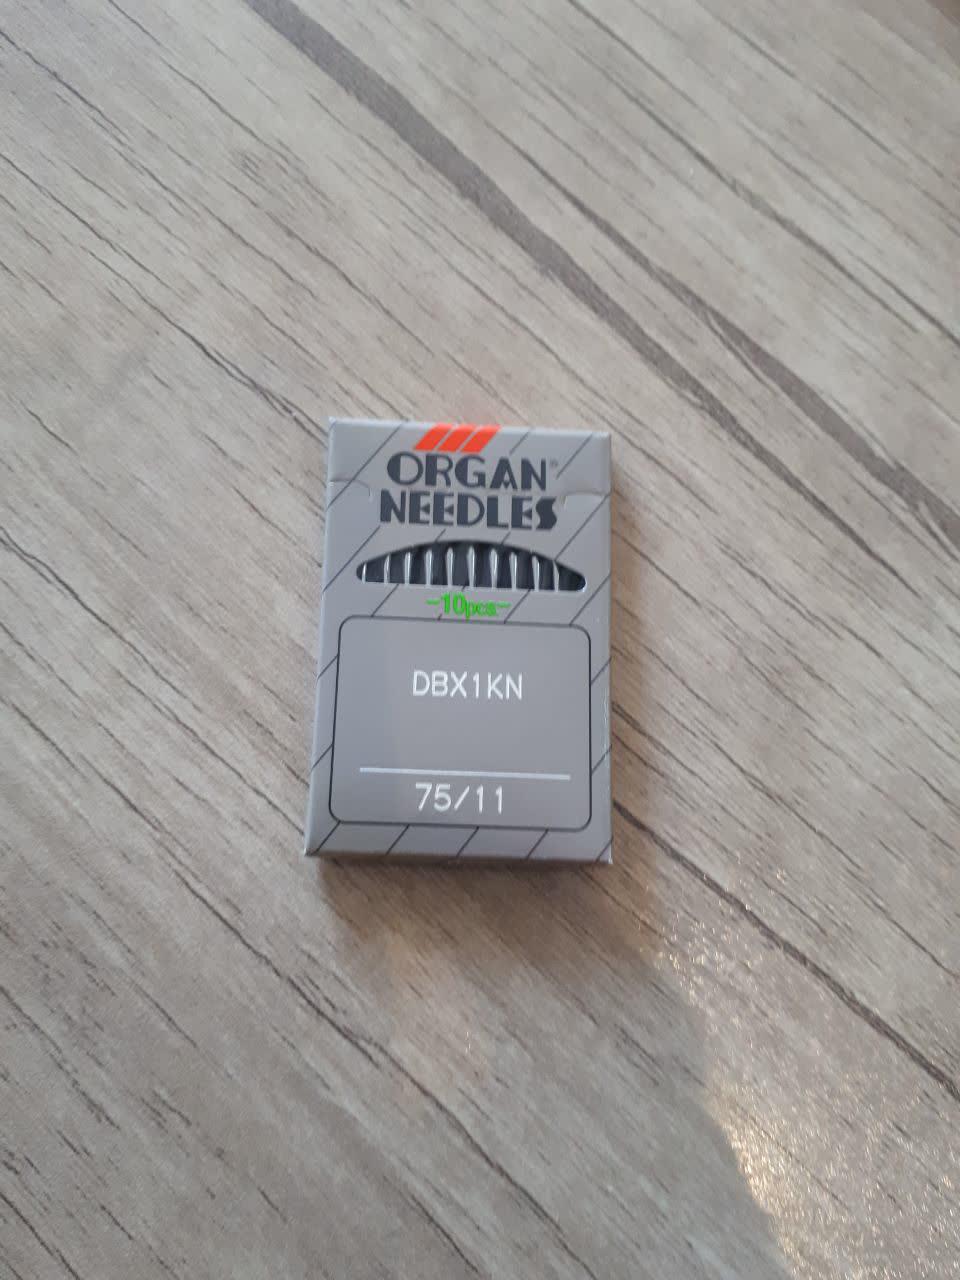 ORGAN®
NEEDLES
-10pcs-
DBX1KN
75/11